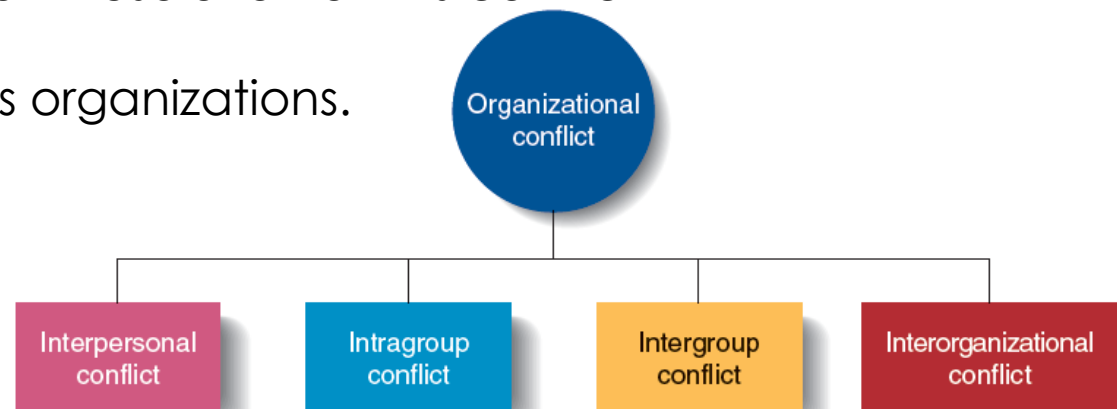 s organizations.
Organizational
conflict
Interpersonal
conflict
Intragroup
conflict
Intergroup
conflict
Interorganizational
conflict